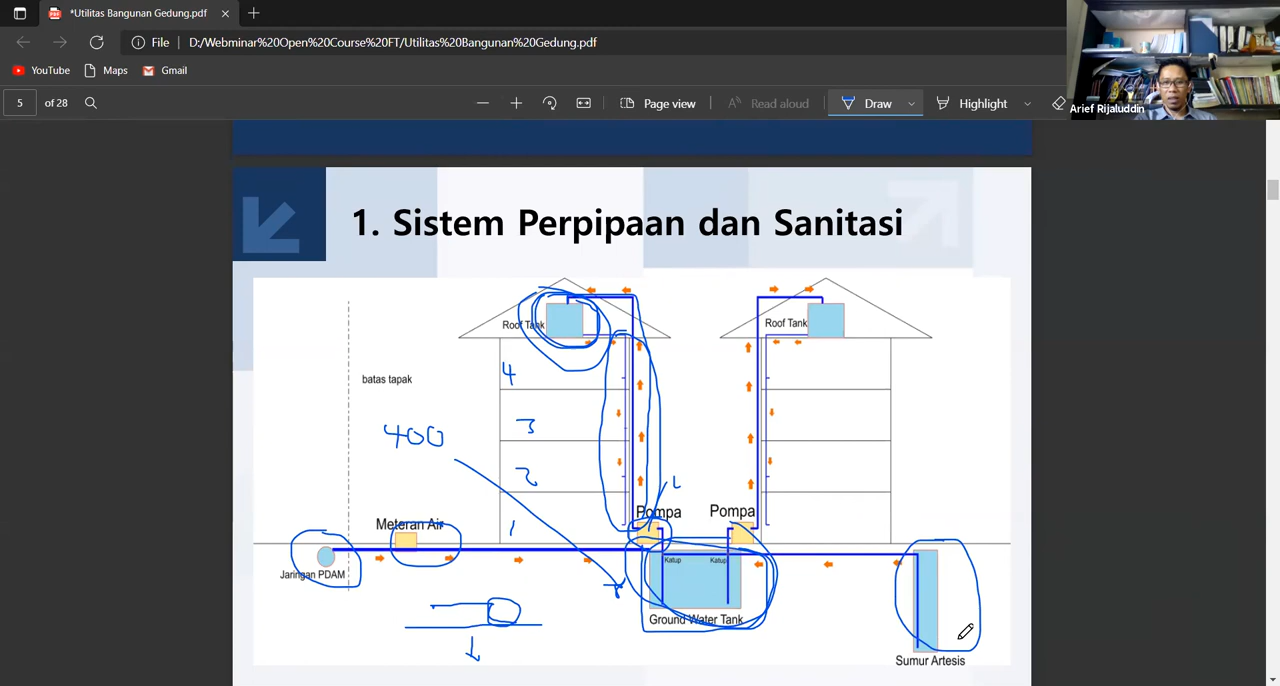 *Utilitas Bangunan Gedung.pdf
File D:/Webminar%20Open%20Course%20FT/Utilitas%20Bangunan%20Gedung.pdf
YouTube Maps Gmail
5 of 28 Page view Read aloud Draw Highlight
Arief Rijaluddin
1. Sistem Perpipaan dan Sanitasi
Roof Tank
Roof Tank
batas tapak
4
3
400
2
1
Pompa
Pompa
Meteran Air
Jaringan PDAM
Katup
Katup
Ground Water Tank
Sumur Artesis